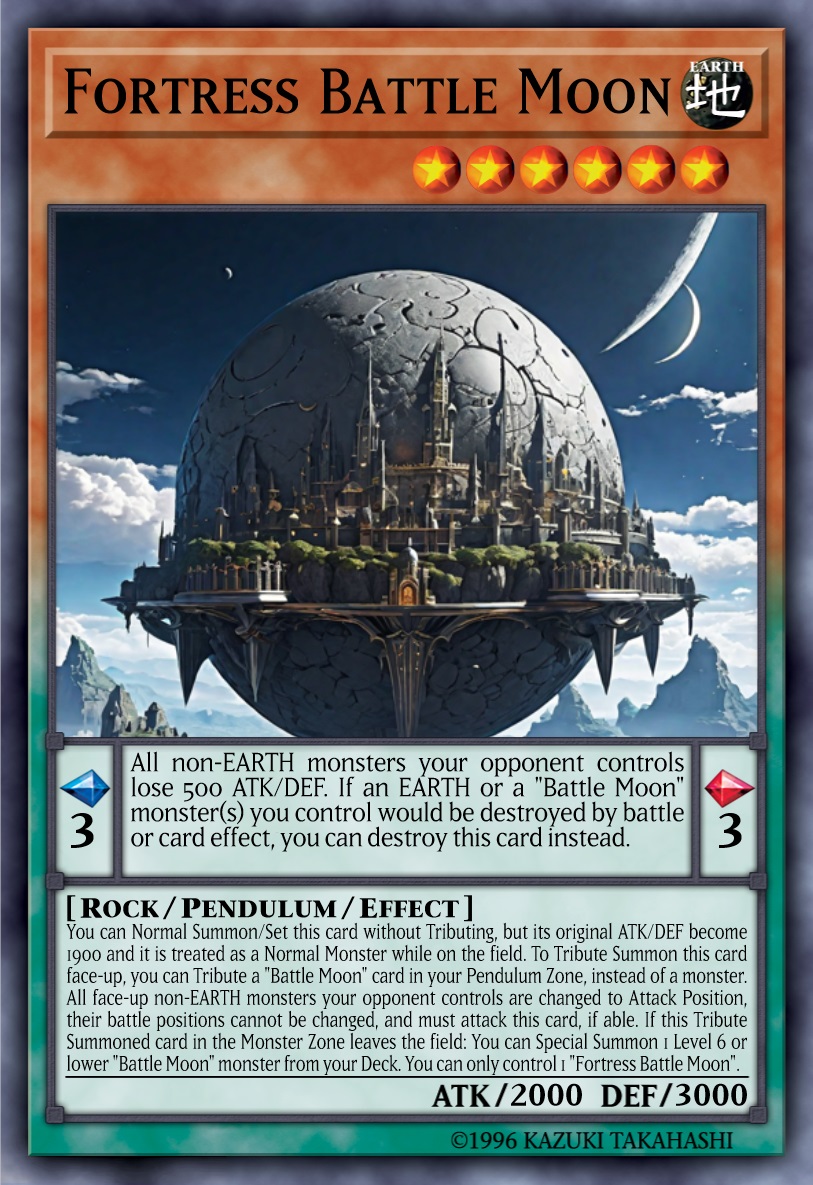 Fortress Battle Moon
EARTH
地
All non-EARTH monsters your opponent controls
lose 500 ATK/DEF. If an EARTH or a "Battle Moon"
monster(s) you control would be destroyed by battle
or card effect, you can destroy this card instead.
3
3
[ Rock / Pendulum / Effect ]
You can Normal Summon/Set this card without Tributing, but its original ATK/DEF become
1900 and it is treated as a Normal Monster while on the field. To Tribute Summon this card
face-up, you can Tribute a "Battle Moon" card in your Pendulum Zone, instead of a monster.
All face-up non-EARTH monsters your opponent controls are changed to Attack Position,
their battle positions cannot be changed, and must attack this card, if able. If this Tribute
Summoned card in the Monster Zone leaves the field: You can Special Summon 1 Level 6 or
lower "Battle Moon" monster from your Deck. You can only control 1 "Fortress Battle Moon".
ATK/2000 DEF/3000
©1996 KAZUKI TAKAHASHI